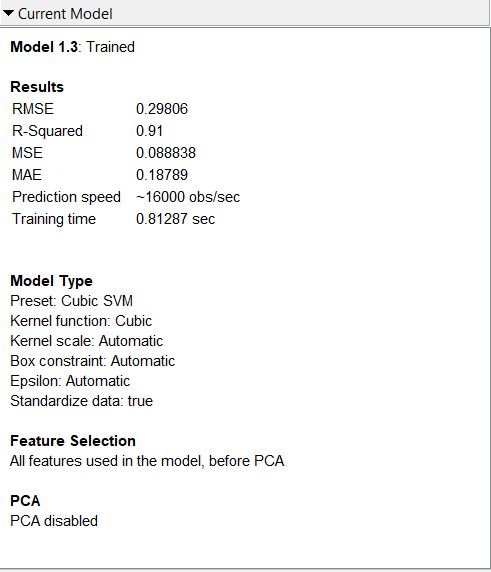 Current Model
Model 1.3: Trained
Results
RMSE 0.29806
R-Squared 0.91
MSE 0.088838
MAE 0.18789
Prediction speed ~16000 obs/sec
Training time 0.81287 sec
Model Type
Preset: Cubic SVM
Kernel function: Cubic
Kernel scale: Automatic
Box constraint: Automatic
Epsilon: Automatic
Standardize data: true
Feature Selection
All features used in the model, before PCA
PCA
PCA disabled